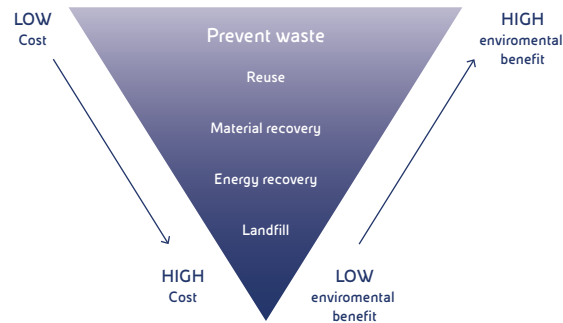 LOW
Cost
HIGH
enviromental
benefit
Prevent waste
Reuse
Material recovery
Energy recovery
Landfill
HIGH
Cost
LOW
enviromental
benefit